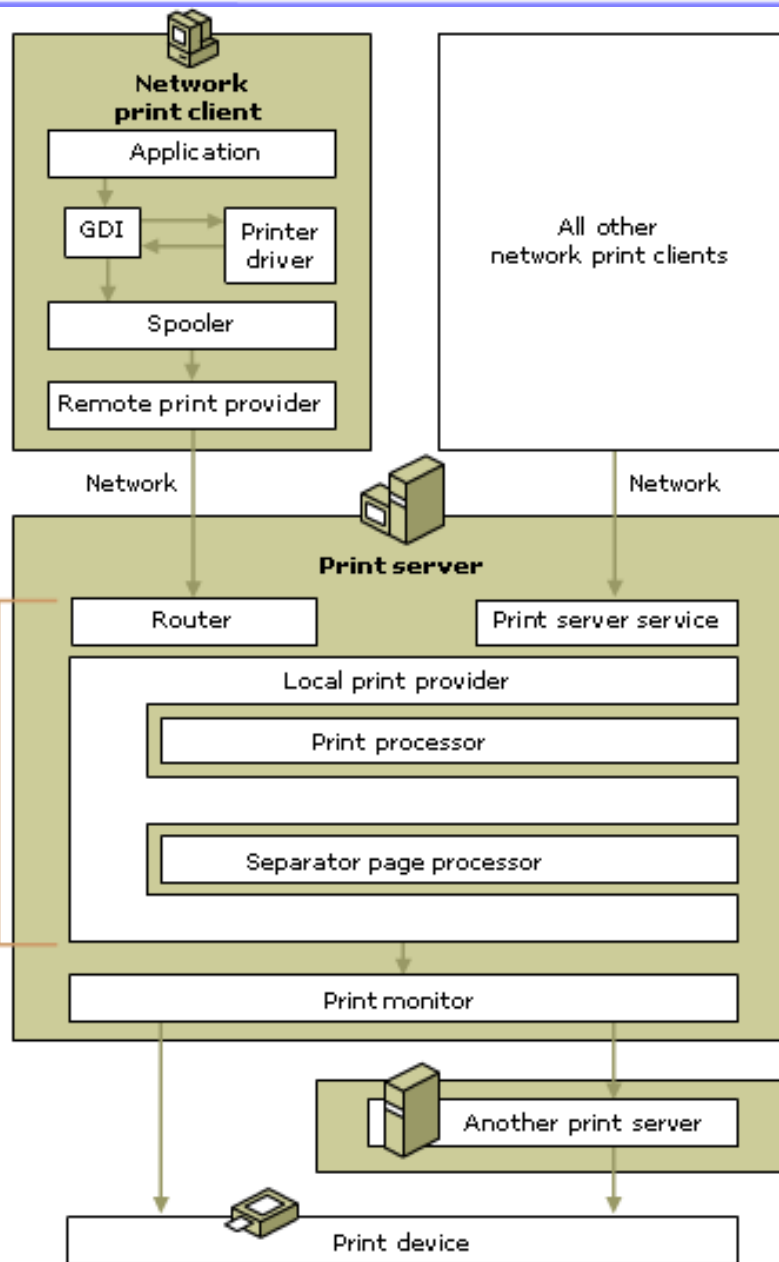 Network
print client
Application
GDI
Printer
driver
Spooler
Remote print provider
All other
network print clients
Network
Network
Print server
Router
Print server service
Local print provider
Print processor
Separator page processor
Print monitor
Another print server
Print device